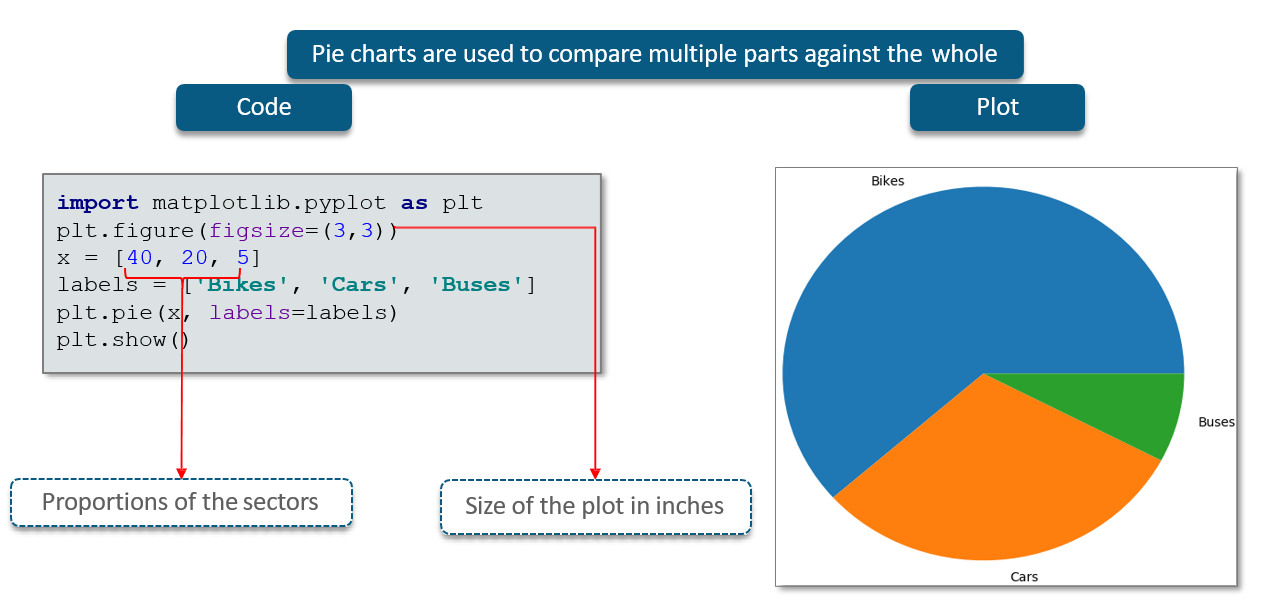 Pie charts are used to compare multiple parts against the whole
Code
Plot
import matplotlib.pyplot as plt
plt.figure(figsize=(3,3))
x = [40, 20, 5]
labels = ['Bikes', 'Cars', 'Buses']
plt.pie(x, labels=labels)
plt.show()
Proportions of the sectors
Size of the plot in inches
Bikes
Buses
Cars